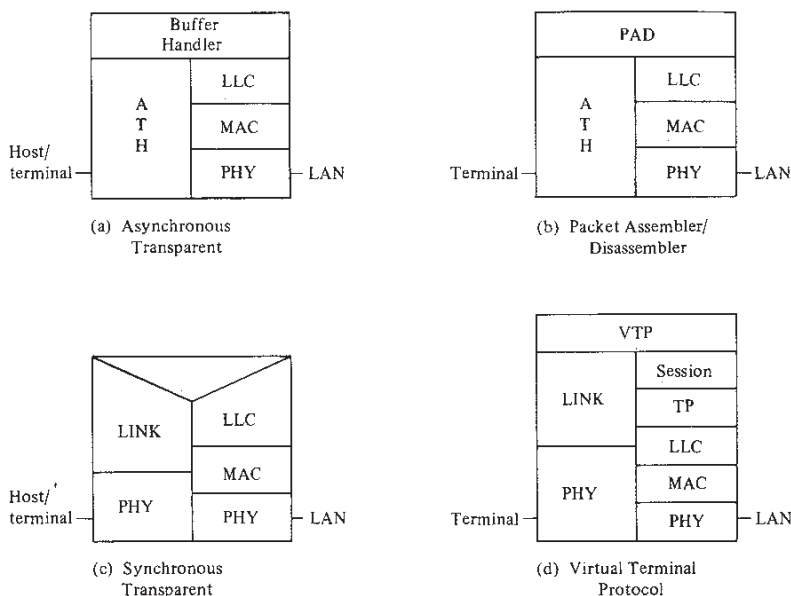 Buffer
Handler
A
T
H
LLC
MAC
PHY
Host/
terminal
LAN
(a) Asynchronous
Transparent
PAD
A
T
H
LLC
MAC
PHY
Terminal
LAN
(b) Packet Assembler/
Disassembler
LINK
PHY
LLC
MAC
PHY
Host/
terminal
LAN
(c) Synchronous
Transparent
VTP
LINK
PHY
Session
TP
LLC
MAC
PHY
Terminal
LAN
(d) Virtual Terminal
Protocol